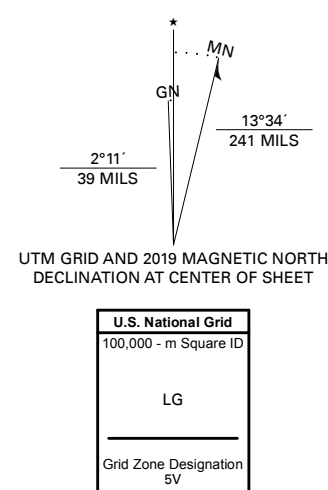 ★
MN
GN
13°34´
241 MILS
2°11´
39 MILS
UTM GRID AND 2019 MAGNETIC NORTH
DECLINATION AT CENTER OF SHEET
U.S. National Grid
100,000 - m Square ID
LG
Grid Zone Designation
5V